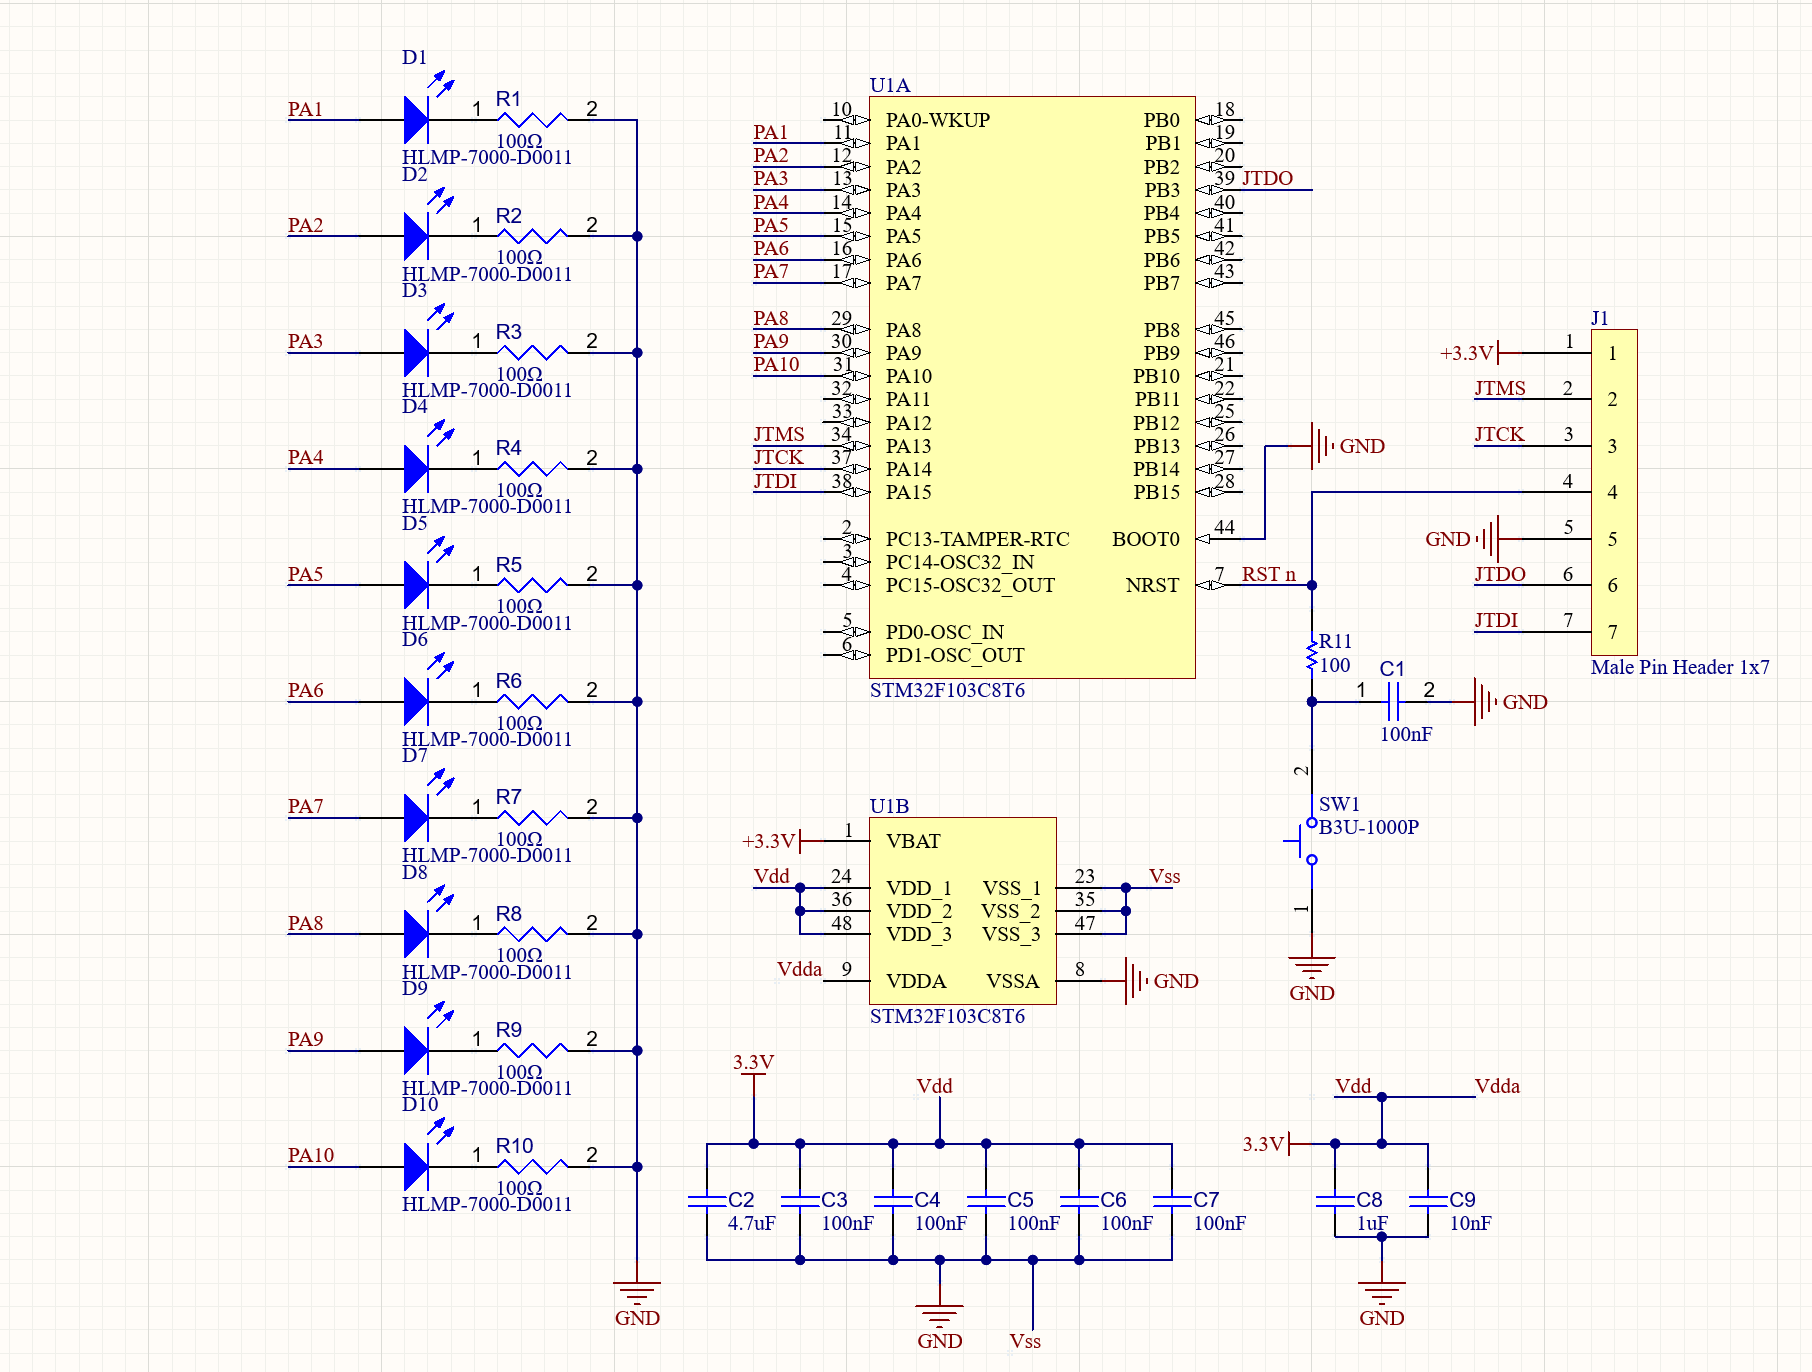 D1
PA1
1
R1
2
100Ω
HLMP-7000-D0011
D2
PA2
1
R2
2
100Ω
HLMP-7000-D0011
D3
PA3
1
R3
2
100Ω
HLMP-7000-D0011
D4
PA4
1
R4
2
100Ω
HLMP-7000-D0011
D5
PA5
1
R5
2
100Ω
HLMP-7000-D0011
D6
PA6
1
R6
2
100Ω
HLMP-7000-D0011
D7
PA7
1
R7
2
100Ω
HLMP-7000-D0011
D8
PA8
1
R8
2
100Ω
HLMP-7000-D0011
D9
PA9
1
R9
2
100Ω
HLMP-7000-D0011
D10
PA10
1
R10
2
100Ω
HLMP-7000-D0011
GND
U1A
10 PA0-WKUP PB0 18
PA1 11 PA1 PB1 19
PA2 12 PA2 PB2 20
PA3 13 PA3 PB3 39 JTDO
PA4 14 PA4 PB4 40
PA5 15 PA5 PB5 41
PA6 16 PA6 PB6 42
PA7 17 PA7 PB7 43
PA8 29 PA8 PB8 45
PA9 30 PA9 PB9 46
PA10 31 PA10 PB10 21
32 PA11 PB11 22
33 PA12 PB12 25
JTMS 34 PA13 PB13 26
JTCK 37 PA14 PB14 27
JTDI 38 PA15 PB15 28
2 PC13-TAMPER-RTC BOOT0 44
3 PC14-OSC32_IN
4 PC15-OSC32_OUT NRST 7 RST n
5 PD0-OSC_IN
6 PD1-OSC_OUT
STM32F103C8T6
GND
J1
+3.3V 1 1
JTMS 2 2
JTCK 3 3
4 4
GND 5 5
JTDO 6 6
JTDI 7 7
Male Pin Header 1x7
R11
100
C1
1 2
GND
100nF
2
SW1
B3U-1000P
1
GND
U1B
+3.3V 1 VBAT
Vdd 24 VDD_1 VSS_1 23 Vss
36 VDD_2 VSS_2 35
48 VDD_3 VSS_3 47
Vdda 9 VDDA VSSA 8 GND
STM32F103C8T6
3.3V
Vdd
C2
4.7uF
C3
100nF
C4
100nF
C5
100nF
C6
100nF
C7
100nF
GND
Vss
Vdd
Vdda
3.3V
C8
1uF
C9
10nF
GND